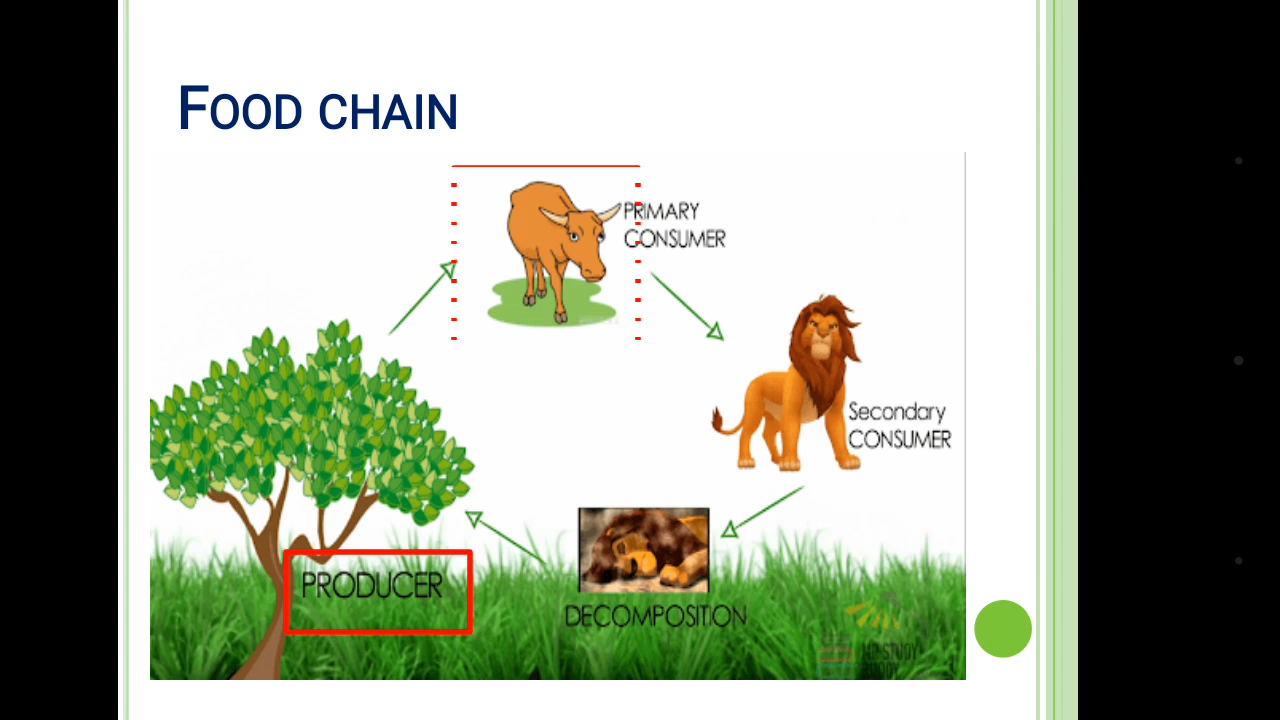 FOOD CHAIN
PRIMARY
CONSUMER
Secondary
CONSUMER
PRODUCER
DECOMPOSITION